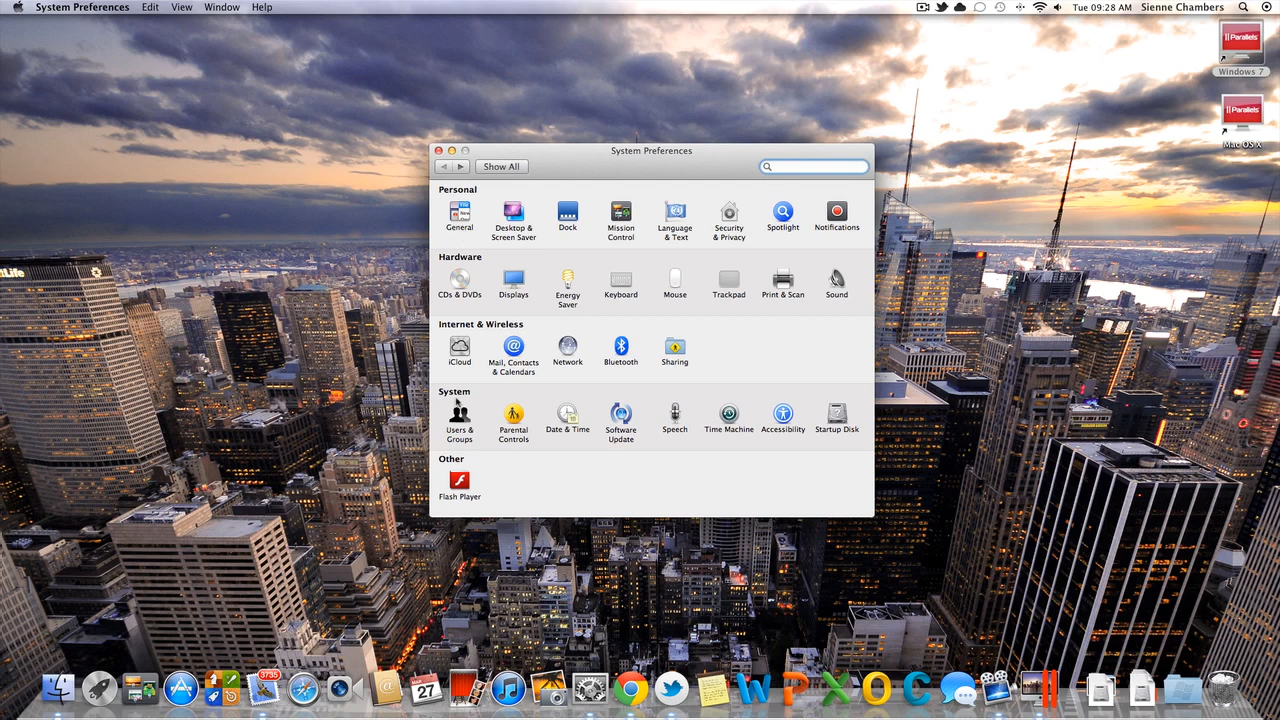 System Preferences Edit View Window Help
Tue 09:28 AM Sienne Chambers
Parallels
Windows 7
Parallels
Mac OS X
System Preferences
Show All
Personal
General
Desktop &
Screen Saver
Dock
Mission
Control
Language
& Text
Security
& Privacy
Spotlight
Notifications
Hardware
CDs & DVDs
Displays
Energy
Saver
Keyboard
Mouse
Trackpad
Print & Scan
Sound
Internet & Wireless
iCloud
Mail, Contacts
& Calendars
Network
Bluetooth
Sharing
System
Users &
Groups
Parental
Controls
Date & Time
Software
Update
Speech
Time Machine
Accessibility
Startup Disk
Other
Flash Player
3735
MAR
27
W P X O C